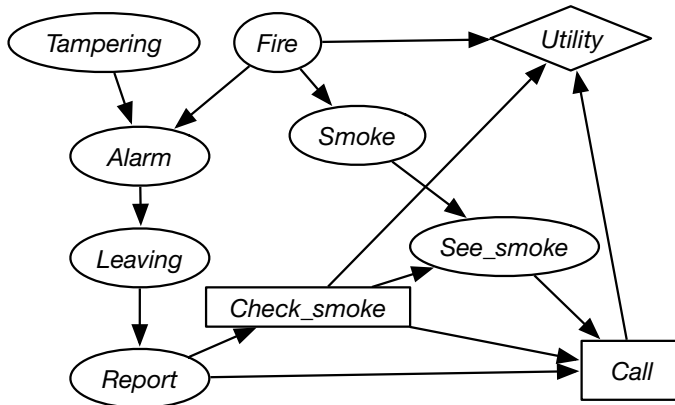 Tampering
Fire
Utility
Alarm
Smoke
Leaving
See_smoke
Check_smoke
Report
Call